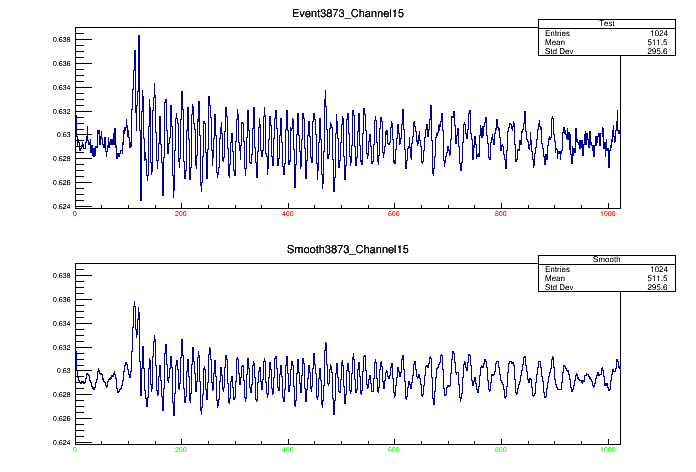 Event3873_Channel15
Test
Entries 1024
Mean 511.5
Std Dev 295.6
0.638
0.636
0.634
0.632
0.63
0.628
0.626
0.624
0 200 400 600 800 1000
Smooth3873_Channel15
Smooth
Entries 1024
Mean 511.5
Std Dev 295.6
0.638
0.636
0.634
0.632
0.63
0.628
0.626
0.624
0 200 400 600 800 1000